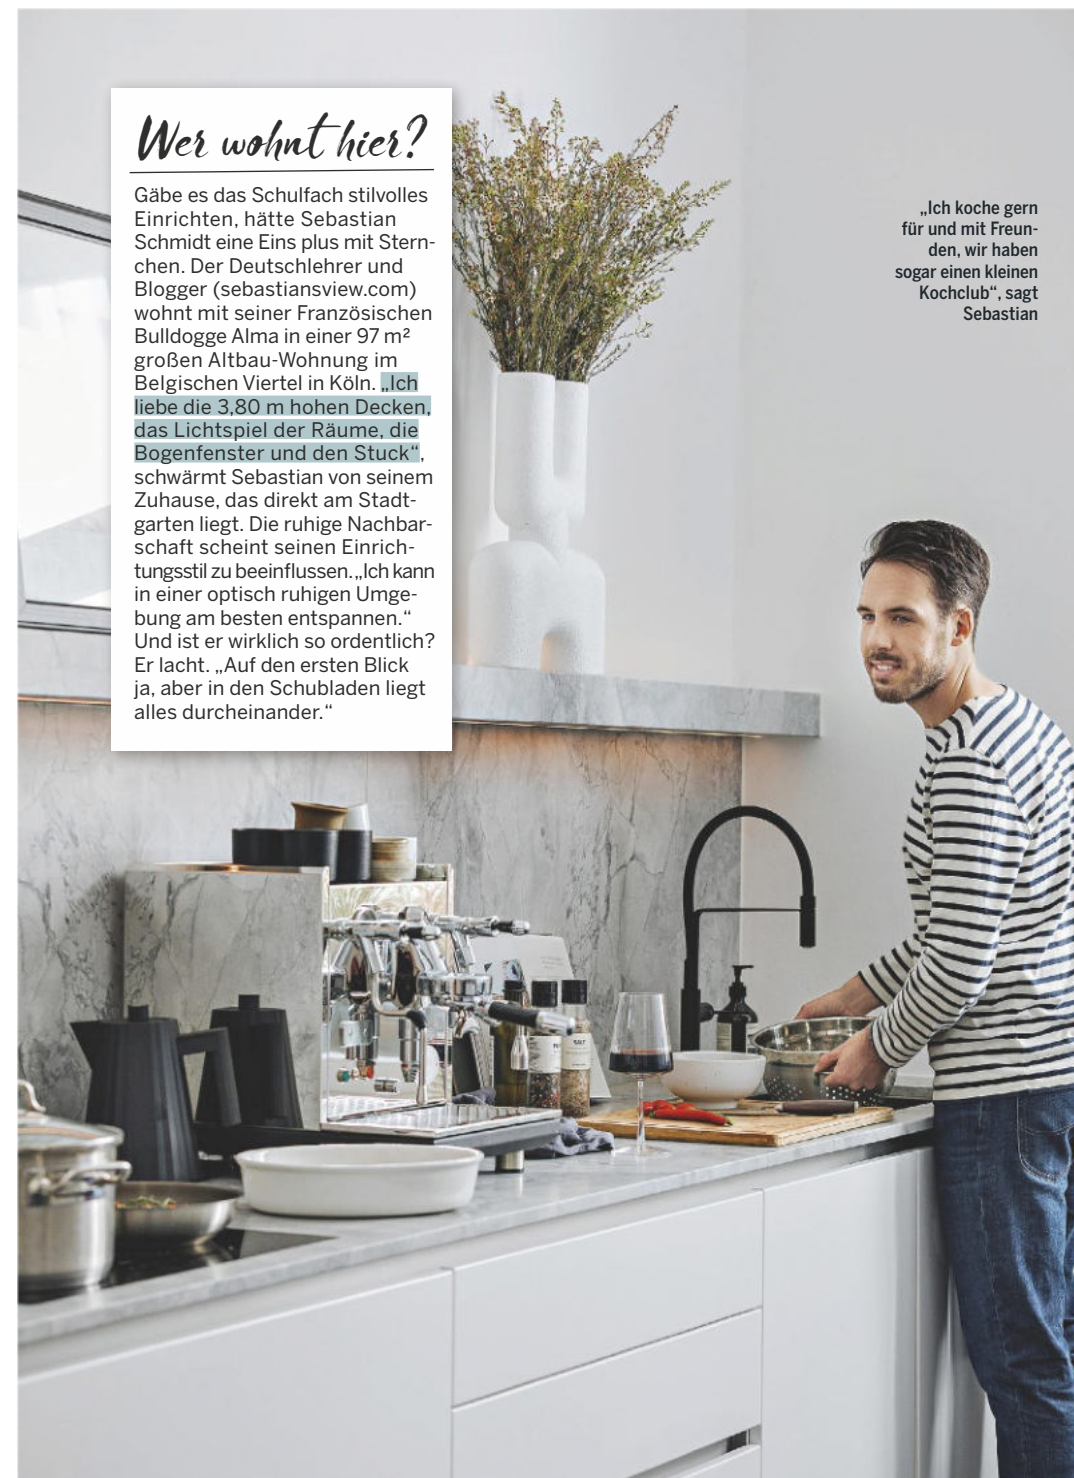 Wer wohnt hier?
Gäbe es das Schulfach stilvolles
Einrichten, hätte Sebastian
Schmidt eine Eins plus mit Stern-
chen. Der Deutschlehrer und
Blogger (sebastiansview.com)
wohnt mit seiner Französischen
Bulldogge Alma in einer 97 m²
großen Altbau-Wohnung im
Belgischen Viertel in Köln. „Ich
liebe die 3,80 m hohen Decken,
das Lichtspiel der Räume, die
Bogenfenster und den Stuck“,
schwärmt Sebastian von seinem
Zuhause, das direkt am Stadt-
garten liegt. Die ruhige Nachbar-
schaft scheint seinen Einrich-
tungsstil zu beeinflussen. „Ich kann
in einer optisch ruhigen Umge-
bung am besten entspannen.“
Und ist er wirklich so ordentlich?
Er lacht. „Auf den ersten Blick
ja, aber in den Schubladen liegt
alles durcheinander.“
„Ich koche gern
für und mit Freun-
den, wir haben
sogar einen kleinen
Kochclub“, sagt
Sebastian
SALT